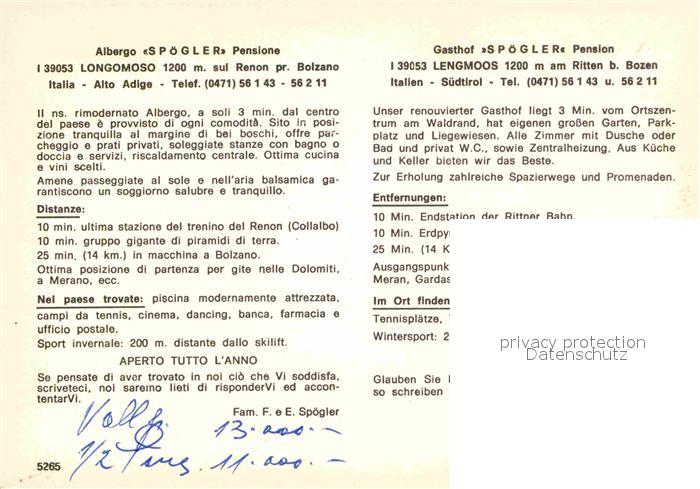 Albergo «SPÖGLER» Pensione
I 39053 LONGOMOSO 1200 m. sul Renon pr. Bolzano
Italia - Alto Adige - Telef. (0471) 56 1 43 - 56 2 11
Il ns. rimodernato Albergo, a soli 3 min. dal centro
del paese è provvisto di ogni comodità. Sito in posi-
zione tranquilla al margine di bei boschi, offre par-
cheggio e prati privati, soleggiate stanze con bagno o
doccia e servizi, riscaldamento centrale. Ottima cucina
e vini scelti.
Amene passeggiate al sole e nell'aria balsamica ga-
rantiscono un soggiorno salubre e tranquillo.
Distanze:
10 min. ultima stazione del trenino del Renon (Collalbo)
10 min. gruppo gigante di piramidi di terra.
25 min. (14 km.) in macchina a Bolzano.
Ottima posizione di partenza per gite nelle Dolomiti,
a Merano, ecc.
Nel paese trovate: piscina modernamente attrezzata,
campi da tennis, cinema, dancing, banca, farmacia e
ufficio postale.
Sport invernale: 200 m. distante dallo skilift.
APERTO TUTTO L'ANNO
Se pensate di aver trovato in noi ciò che Vi soddisfa,
scriveteci, noi saremo lieti di risponderVi ed accon-
tentarVi.
Fam. F. e E. Spögler
13.000.-
1/2 11.000.-
5265
Gasthof »SPÖGLER« Pension
I 39053 LENGMOOS 1200 m am Ritten b. Bozen
Italien - Südtirol - Tel. (0471) 56 1 43 u. 56 2 11
Unser renovierter Gasthof liegt 3 Min. vom Ortszen-
trum am Waldrand, hat eigenen großen Garten, Park-
platz und Liegewiesen. Alle Zimmer mit Dusche oder
Bad und privat W.C., sowie Zentralheizung. Aus Küche
und Keller bieten wir das Beste.
Zur Erholung zahlreiche Spazierwege und Promenaden.
Entfernungen:
10 Min. Endstation der Rittner Bahn.
10 Min. Erdpy
25 Min. (14 K
Ausgangspunkt
Meran, Gardas
Im Ort finden
Tennisplätze,
Wintersport: 2
Glauben Sie
so schreiben
privacy protection
Datenschutz